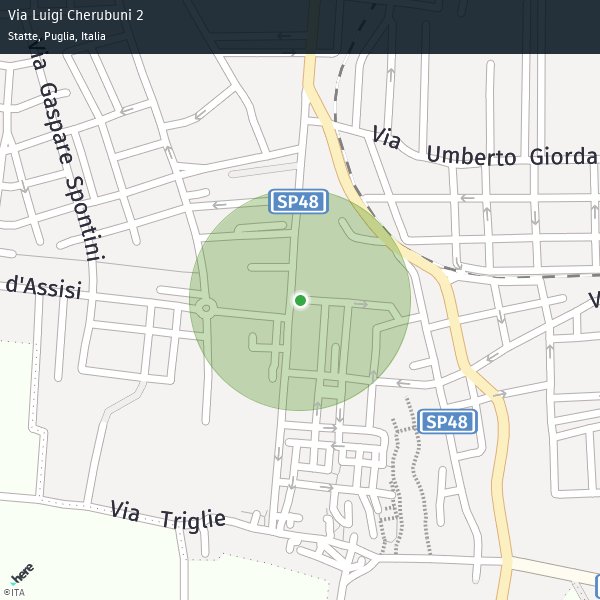 Via Luigi Cherubuni 2
Statte, Puglia, Italia
Via Gaspare Spontini
Via Umberto Giorda
SP48
d'Assisi
V
SP48
Via Triglie
here
©ITA